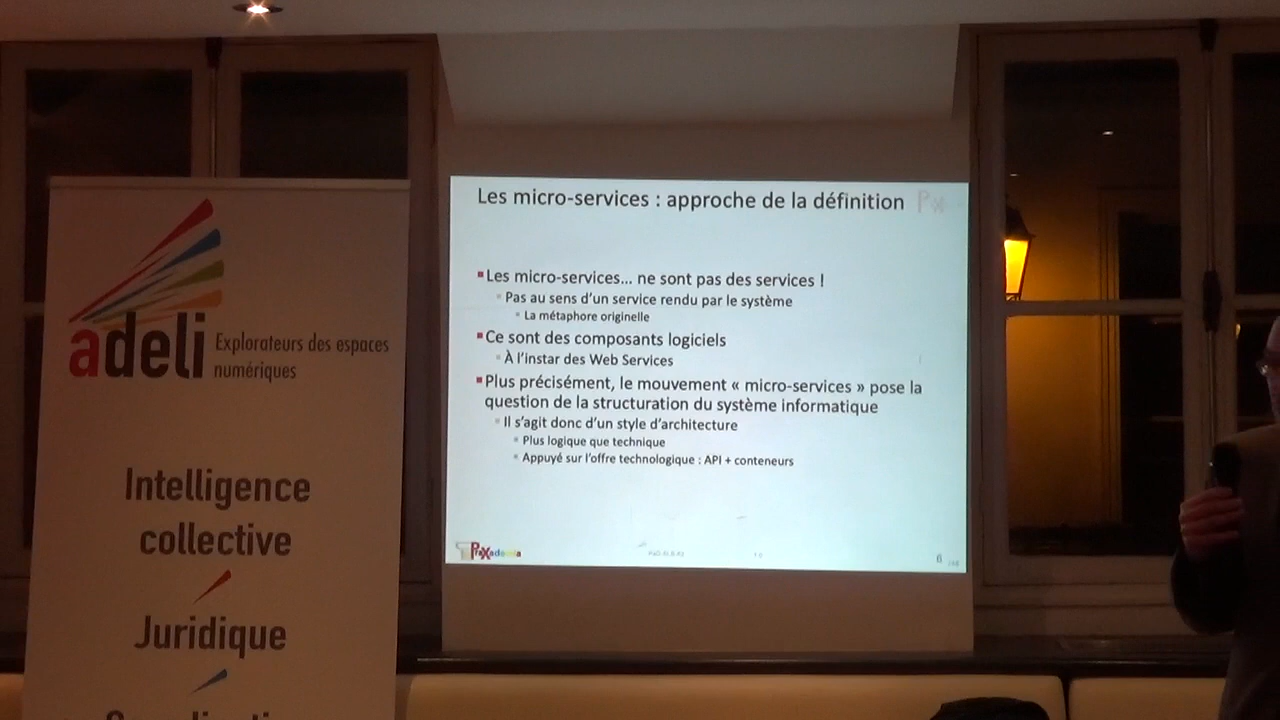 adeli
Explorateurs des espaces
numériques
Intelligence
collective
Juridique
Les micro-services : approche de la définition
Px
Les micro-services... ne sont pas des services !
Pas au sens d'un service rendu par le système
La métaphore originelle
Ce sont des composants logiciels
À l'instar des Web Services
Plus précisément, le mouvement « micro-services » pose la
question de la structuration du système informatique
Il s'agit donc d'un style d'architecture
Plus logique que technique
Appuyé sur l'offre technologique : API + conteneurs
PraXademia
6